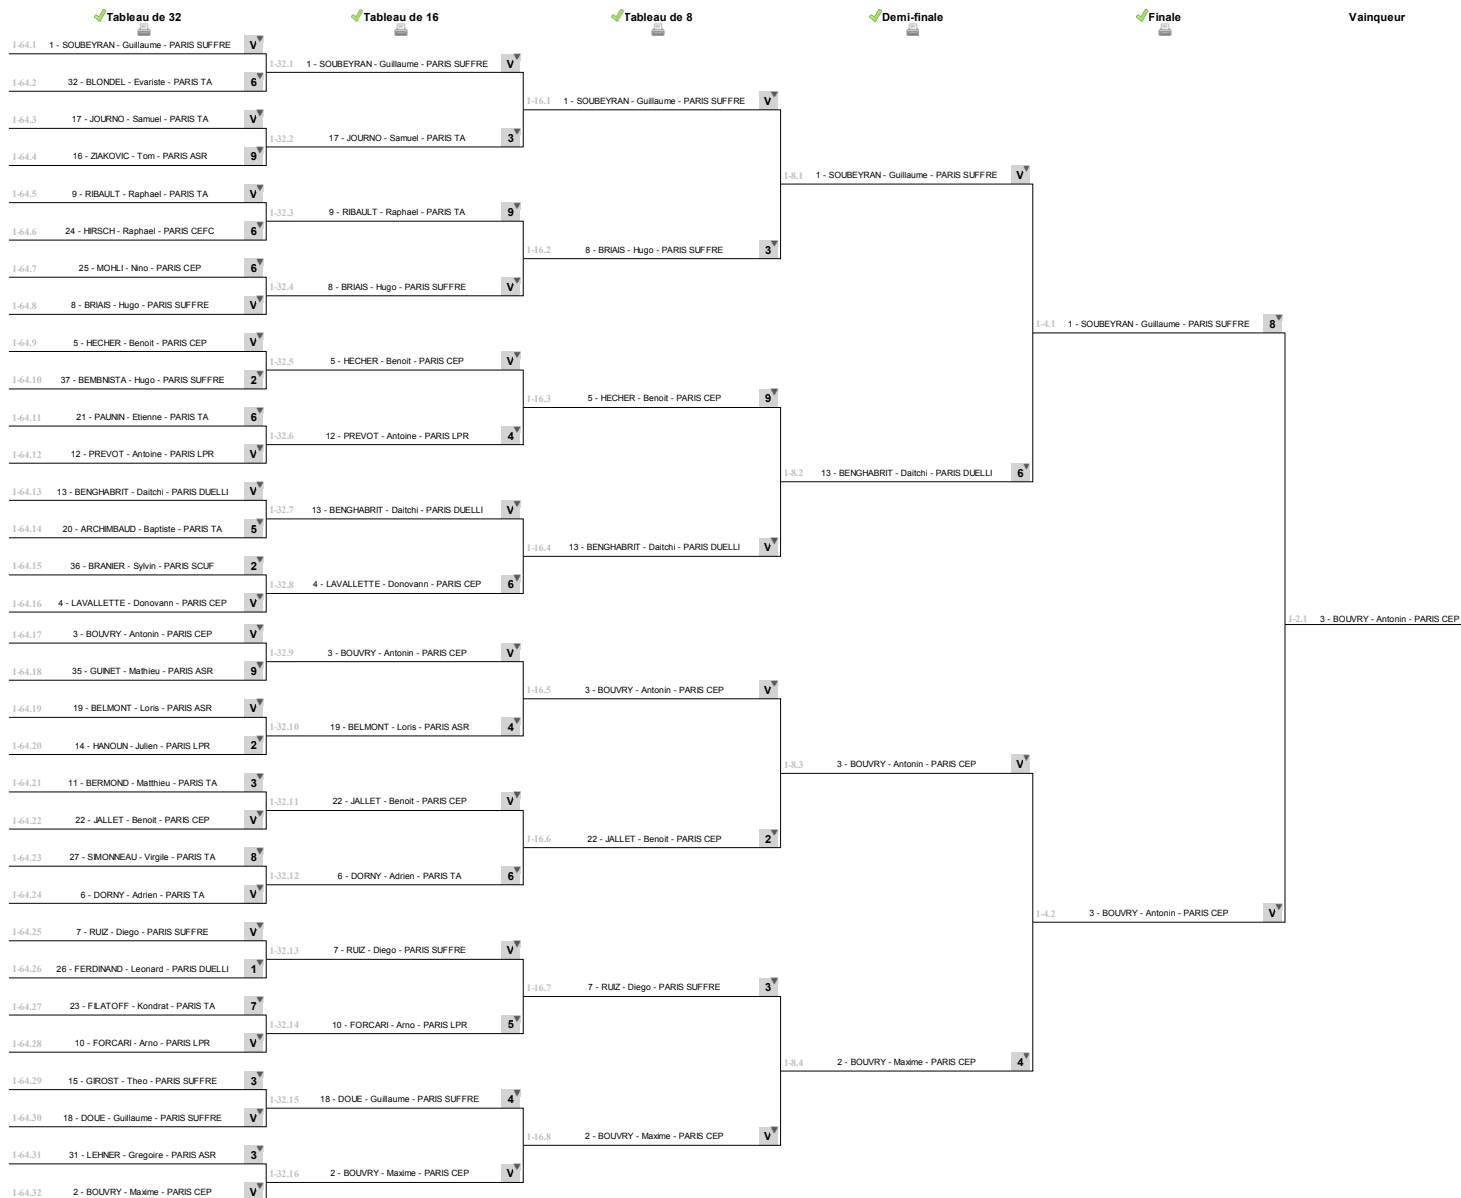 Tableau de 32
Tableau de 16
Tableau de 8
Demi-finale
Finale
Vainqueur
1-64.1 1 - SOUBEYRAN - Guillaume - PARIS SUFFRE V
1-64.2 32 - BLONDEL - Evariste - PARIS TA 6
1-64.3 17 - JOURNO - Samuel - PARIS TA V
1-64.4 16 - ZIAKOVIC - Tom - PARIS ASR 9
1-64.5 9 - RIBAULT - Raphael - PARIS TA V
1-64.6 24 - HIRSCH - Raphael - PARIS CEFC 6
1-64.7 25 - MOHLI - Nino - PARIS CEP 6
1-64.8 8 - BRIAIS - Hugo - PARIS SUFFRE V
1-64.9 5 - HECHER - Benoit - PARIS CEP V
1-64.10 37 - BEMBNISTA - Hugo - PARIS SUFFRE 2
1-64.11 21 - PAUNIN - Etienne - PARIS TA 6
1-64.12 12 - PREVOT - Antoine - PARIS LPR V
1-64.13 13 - BENGHABRIT - Daitchi - PARIS DUELLI V
1-64.14 20 - ARCHIMBAUD - Baptiste - PARIS TA 5
1-64.15 36 - BRANIER - Sylvin - PARIS SCUF 2
1-64.16 4 - LAVALLETTE - Donovann - PARIS CEP V
1-64.17 3 - BOUVRY - Antonin - PARIS CEP V
1-64.18 35 - GUINET - Mathieu - PARIS ASR 9
1-64.19 19 - BELMONT - Loris - PARIS ASR V
1-64.20 14 - HANOUN - Julien - PARIS LPR 2
1-64.21 11 - BERMOND - Matthieu - PARIS TA 3
1-64.22 22 - JALLET - Benoit - PARIS CEP V
1-64.23 27 - SIMONNEAU - Virgile - PARIS TA 8
1-64.24 6 - DORNY - Adrien - PARIS TA V
1-64.25 7 - RUIZ - Diego - PARIS SUFFRE V
1-64.26 26 - FERDINAND - Leonard - PARIS DUELLI 1
1-64.27 23 - FILATOFF - Kondrat - PARIS TA 7
1-64.28 10 - FORCARI - Arno - PARIS LPR V
1-64.29 15 - GIROST - Theo - PARIS SUFFRE 3
1-64.30 18 - DOUE - Guillaume - PARIS SUFFRE V
1-64.31 31 - LEHNER - Gregoire - PARIS ASR 3
1-64.32 2 - BOUVRY - Maxime - PARIS CEP V
1-32.1 1 - SOUBEYRAN - Guillaume - PARIS SUFFRE V
1-32.2 17 - JOURNO - Samuel - PARIS TA 3
1-32.3 9 - RIBAULT - Raphael - PARIS TA 9
1-32.4 8 - BRIAIS - Hugo - PARIS SUFFRE V
1-32.5 5 - HECHER - Benoit - PARIS CEP V
1-32.6 12 - PREVOT - Antoine - PARIS LPR 4
1-32.7 13 - BENGHABRIT - Daitchi - PARIS DUELLI V
1-32.8 4 - LAVALLETTE - Donovann - PARIS CEP 6
1-32.9 3 - BOUVRY - Antonin - PARIS CEP V
1-32.10 19 - BELMONT - Loris - PARIS ASR 4
1-32.11 22 - JALLET - Benoit - PARIS CEP V
1-32.12 6 - DORNY - Adrien - PARIS TA 6
1-32.13 7 - RUIZ - Diego - PARIS SUFFRE V
1-32.14 10 - FORCARI - Arno - PARIS LPR 5
1-32.15 18 - DOUE - Guillaume - PARIS SUFFRE 4
1-32.16 2 - BOUVRY - Maxime - PARIS CEP V
1-16.1 1 - SOUBEYRAN - Guillaume - PARIS SUFFRE V
1-16.2 8 - BRIAIS - Hugo - PARIS SUFFRE 3
1-16.3 5 - HECHER - Benoit - PARIS CEP 9
1-16.4 13 - BENGHABRIT - Daitchi - PARIS DUELLI V
1-16.5 3 - BOUVRY - Antonin - PARIS CEP V
1-16.6 22 - JALLET - Benoit - PARIS CEP 2
1-16.7 7 - RUIZ - Diego - PARIS SUFFRE 3
1-16.8 2 - BOUVRY - Maxime - PARIS CEP V
1-8.1 1 - SOUBEYRAN - Guillaume - PARIS SUFFRE V
1-8.2 13 - BENGHABRIT - Daitchi - PARIS DUELLI 6
1-8.3 3 - BOUVRY - Antonin - PARIS CEP V
1-8.4 2 - BOUVRY - Maxime - PARIS CEP 4
1-4.1 1 - SOUBEYRAN - Guillaume - PARIS SUFFRE 8
1-4.2 3 - BOUVRY - Antonin - PARIS CEP V
1-2.1 3 - BOUVRY - Antonin - PARIS CEP